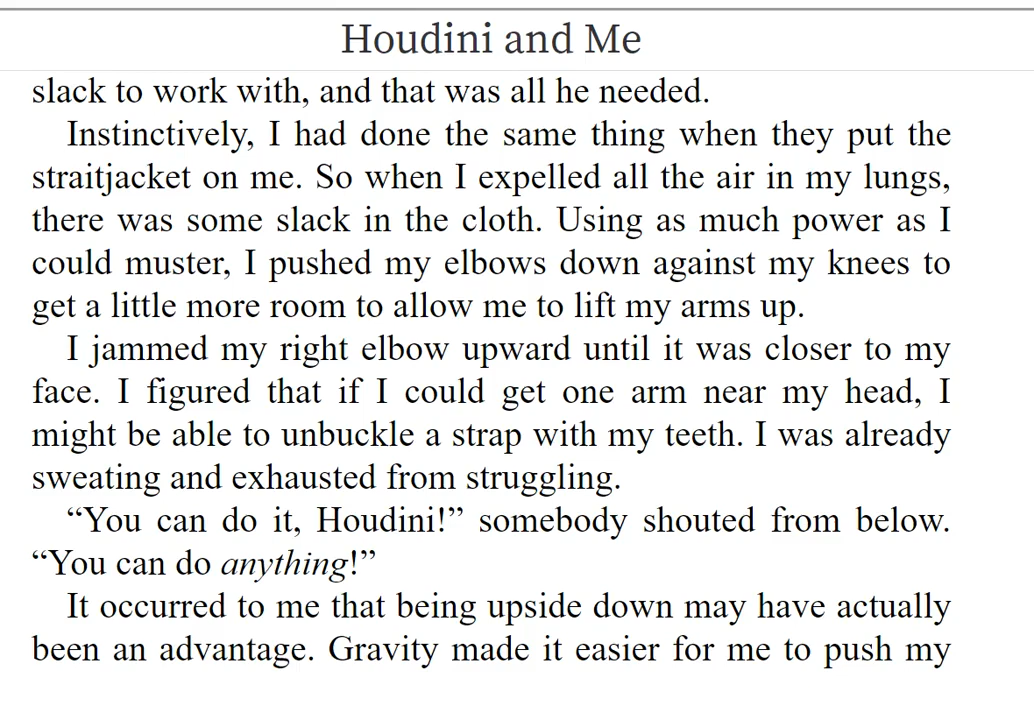 Houdini and Me
slack to work with, and that was all he needed.
Instinctively, I had done the same thing when they put the
straitjacket on me. So when I expelled all the air in my lungs,
there was some slack in the cloth. Using as much power as I
could muster, I pushed my elbows down against my knees to
get a little more room to allow me to lift my arms up.
I jammed my right elbow upward until it was closer to my
face. I figured that if I could get one arm near my head, I
might be able to unbuckle a strap with my teeth. I was already
sweating and exhausted from struggling.
“You can do it, Houdini!” somebody shouted from below.
“You can do anything!”
It occurred to me that being upside down may have actually
been an advantage. Gravity made it easier for me to push my